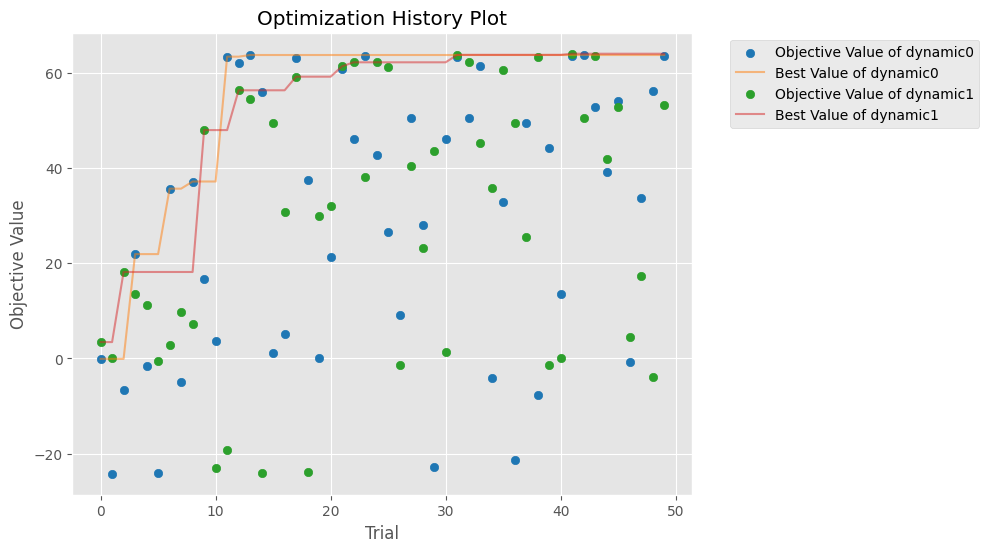 Optimization History Plot
Objective Value
60
40
20
0
−20
0
10
20
30
40
50
Trial
Objective Value of dynamic0
Best Value of dynamic0
Objective Value of dynamic1
Best Value of dynamic1